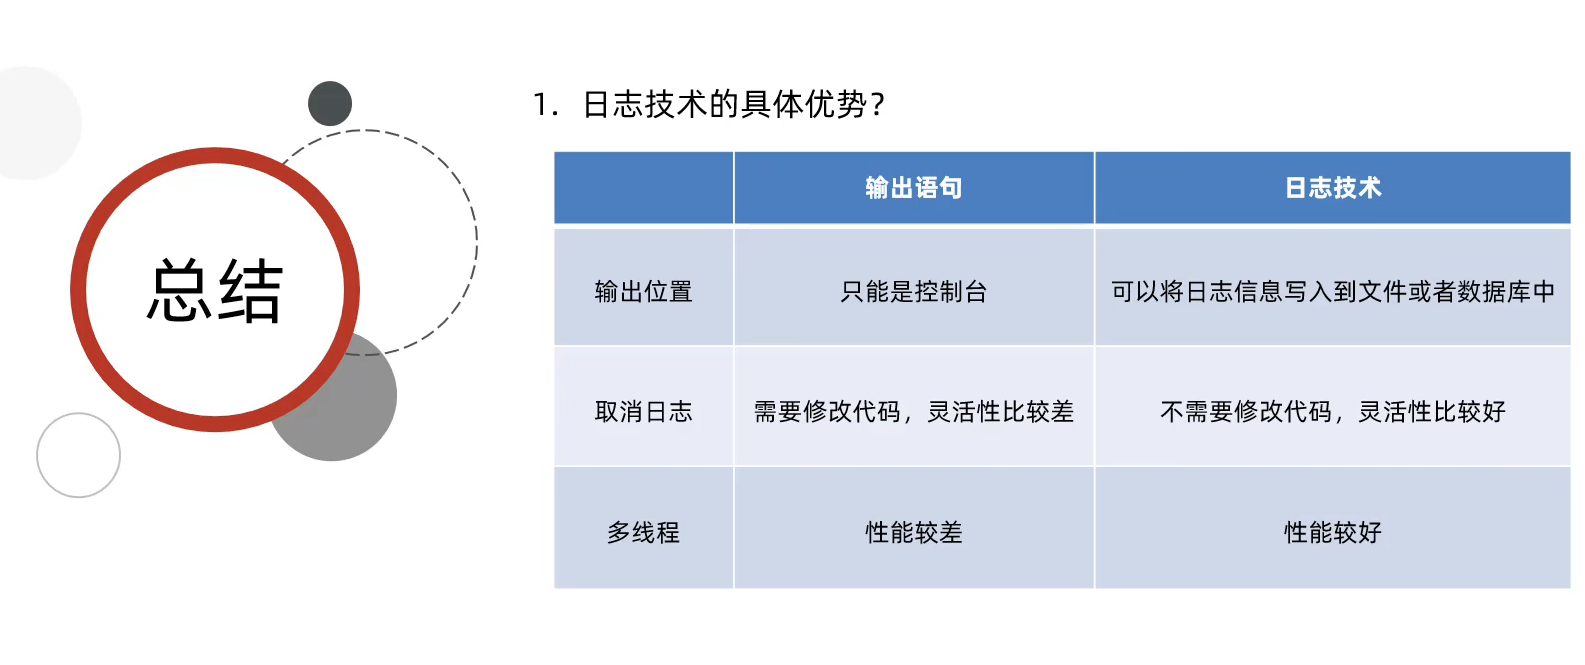 总结
1. 日志技术的具体优势？
输出语句 日志技术
输出位置 只能是控制台 可以将日志信息写入到文件或者数据库中
取消日志 需要修改代码，灵活性比较差 不需要修改代码，灵活性比较好
多线程 性能较差 性能较好